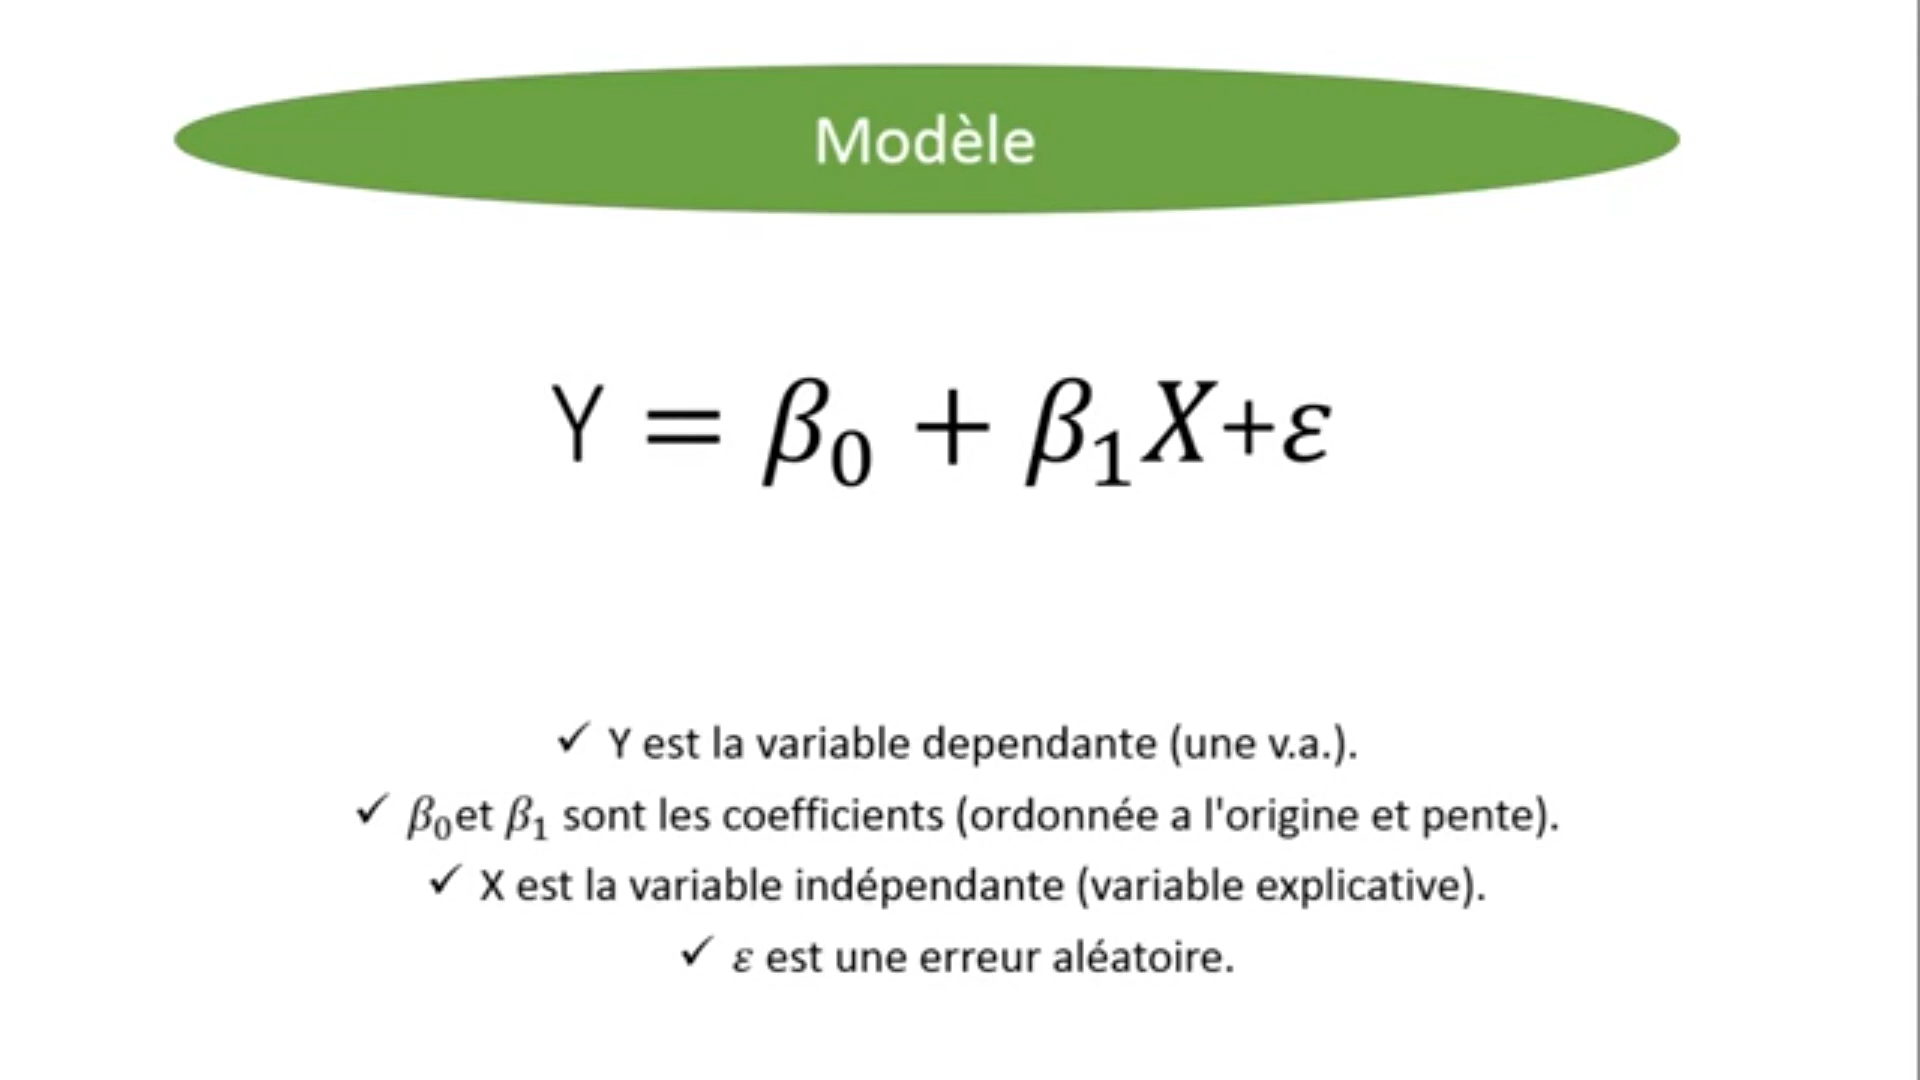 Modèle
Y = β₀ + β₁X+ε
✓ Y est la variable dependante (une v.a.).
✓ β₀et β₁ sont les coefficients (ordonnée a l'origine et pente).
✓ X est la variable indépendante (variable explicative).
✓ ε est une erreur aléatoire.